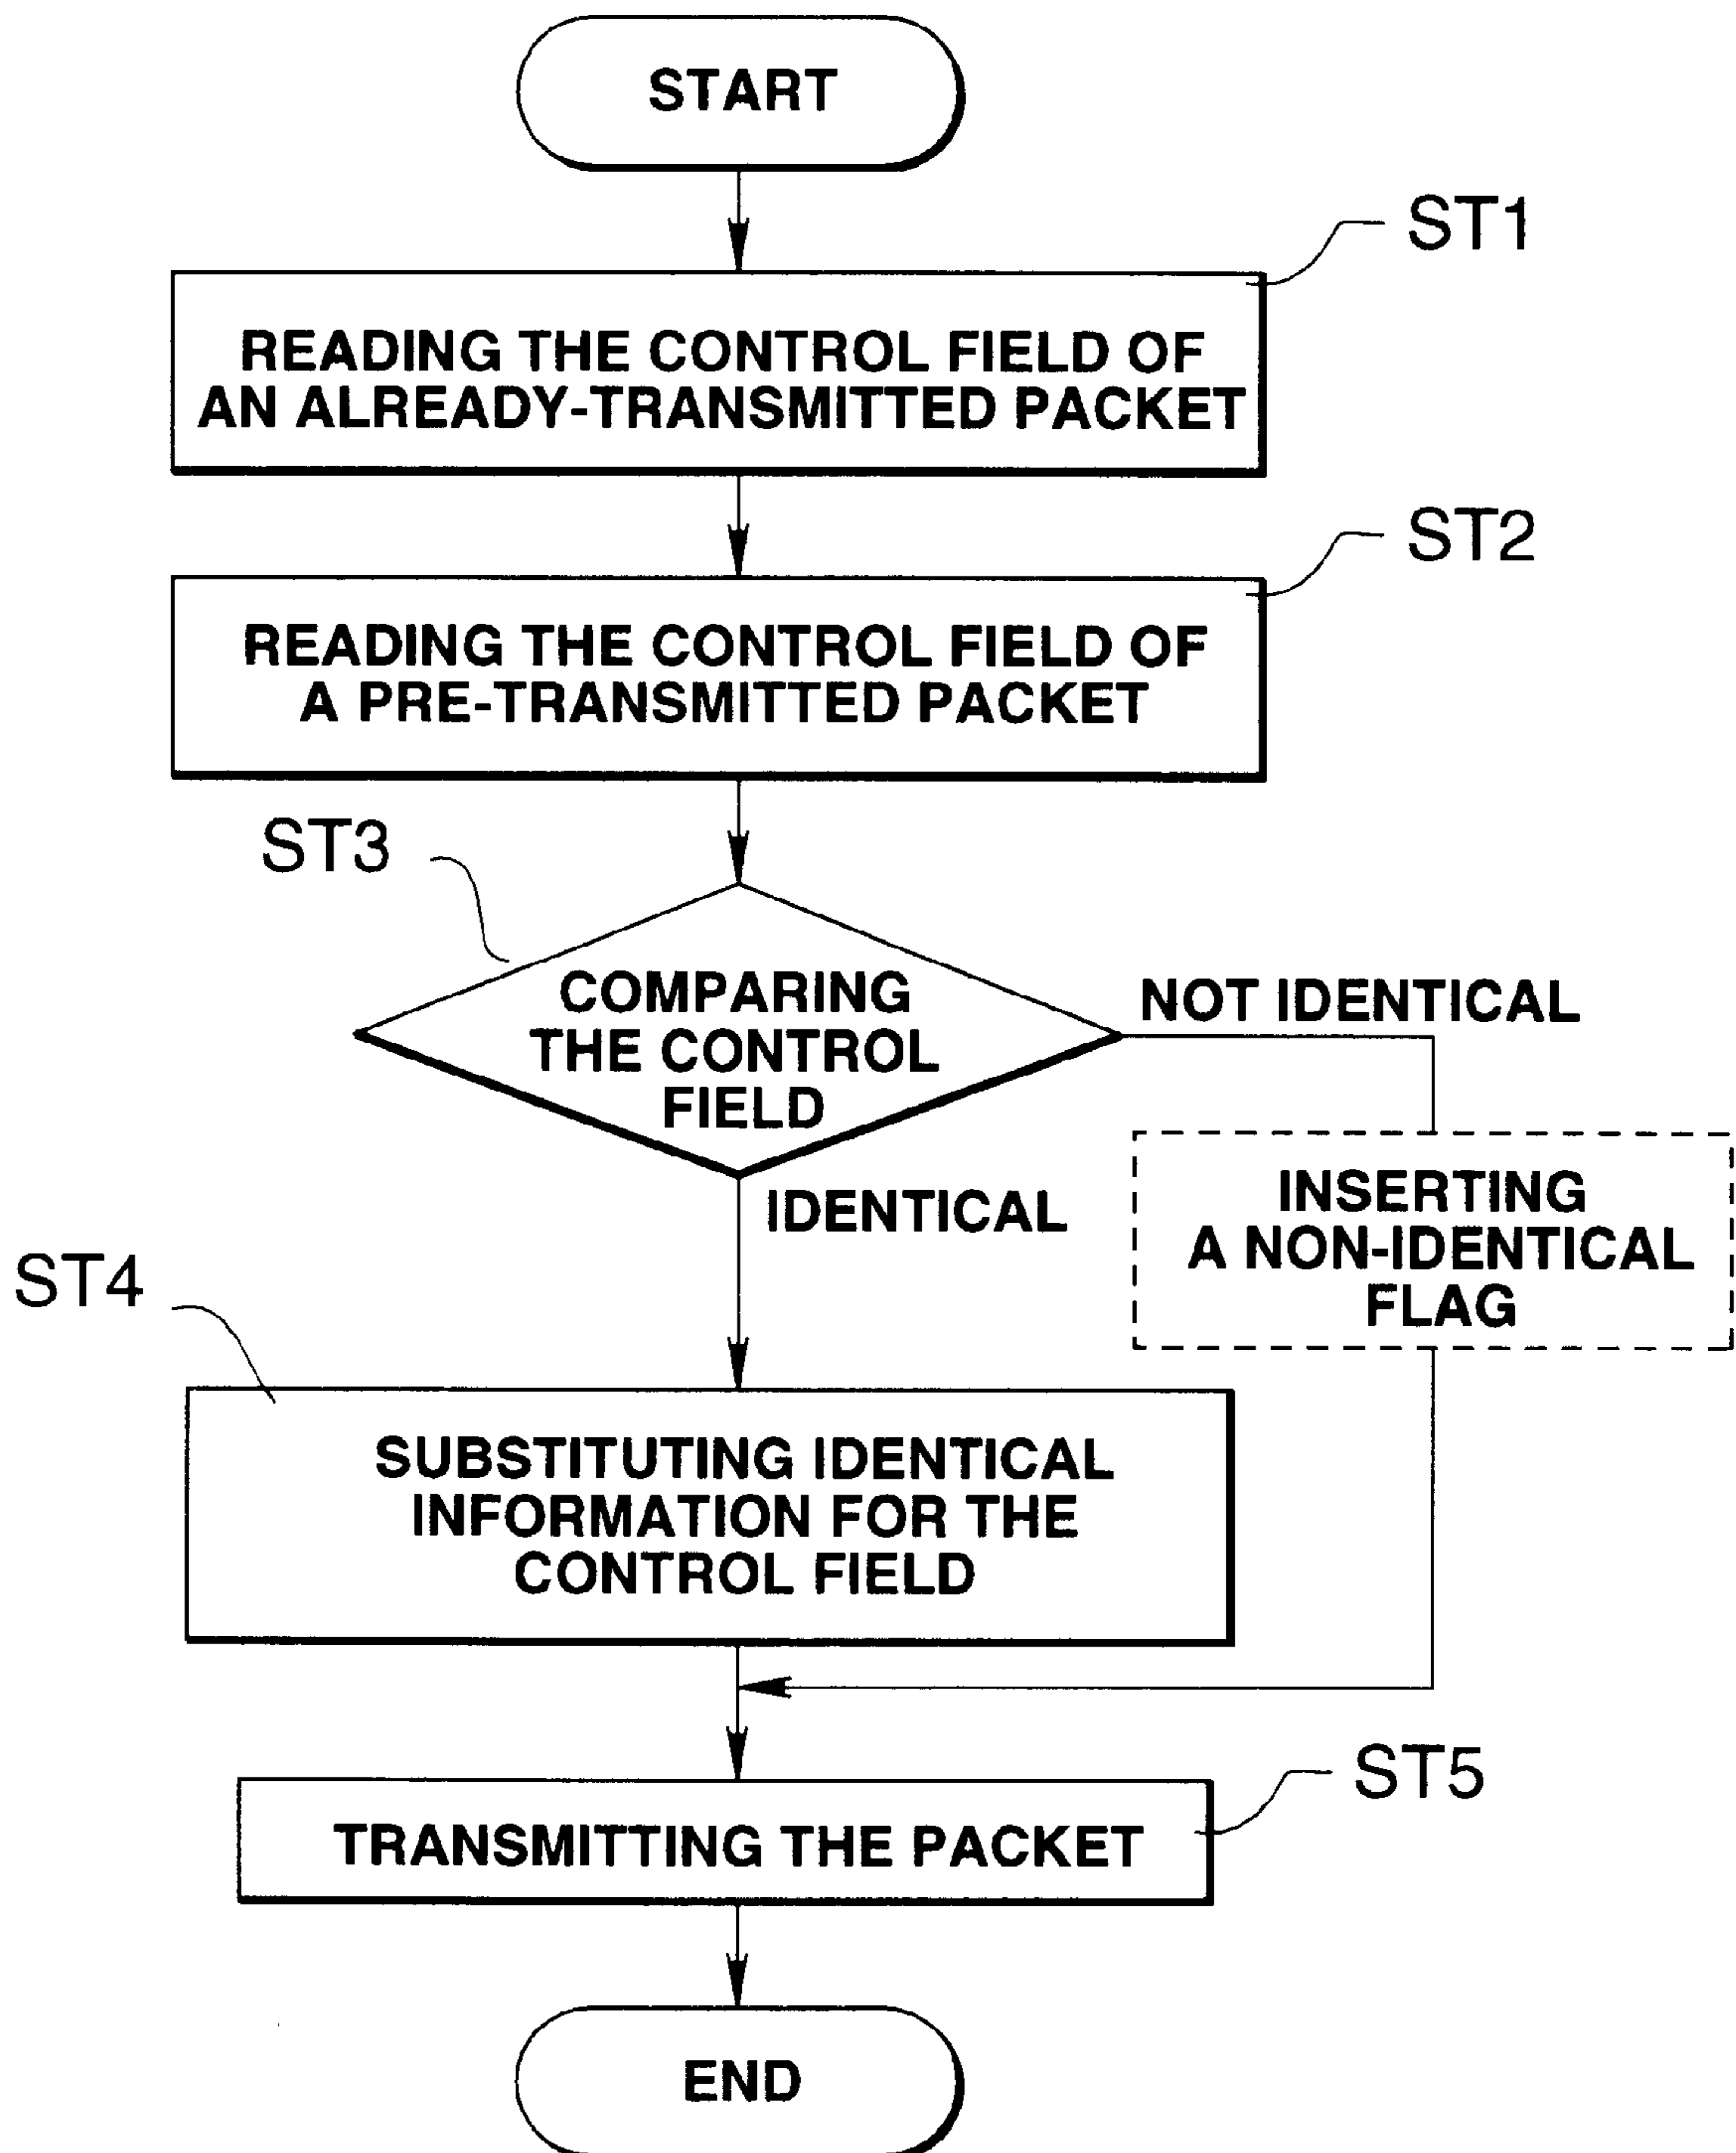 START
ST1
READING THE CONTROL FIELD OF
AN ALREADY-TRANSMITTED PACKET
ST2
READING THE CONTROL FIELD OF
A PRE-TRANSMITTED PACKET
ST3
COMPARING
THE CONTROL
FIELD
NOT IDENTICAL
INSERTING
A NON-IDENTICAL
FLAG
IDENTICAL
ST4
SUBSTITUTING IDENTICAL
INFORMATION FOR THE
CONTROL FIELD
ST5
TRANSMITTING THE PACKET
END